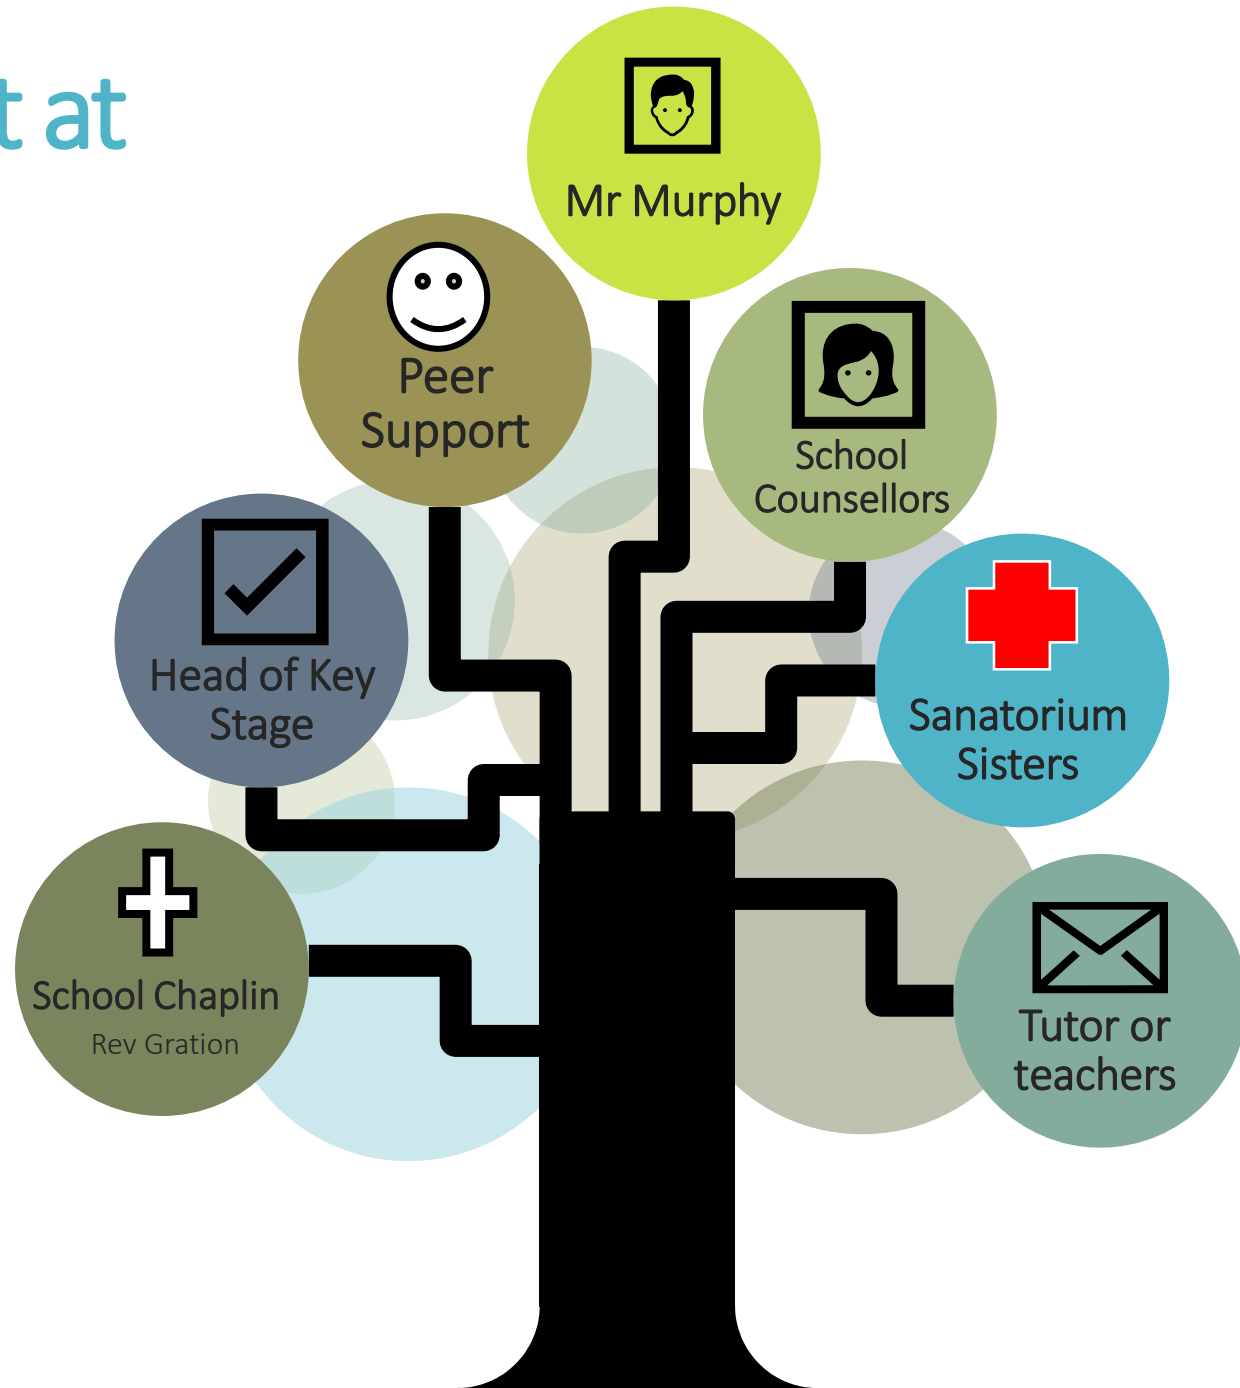 t at
Mr Murphy
Peer
Support
School
Counsellors
Head of Key
Stage
Sanatorium
Sisters
School Chaplin
Rev Gration
Tutor or
teachers